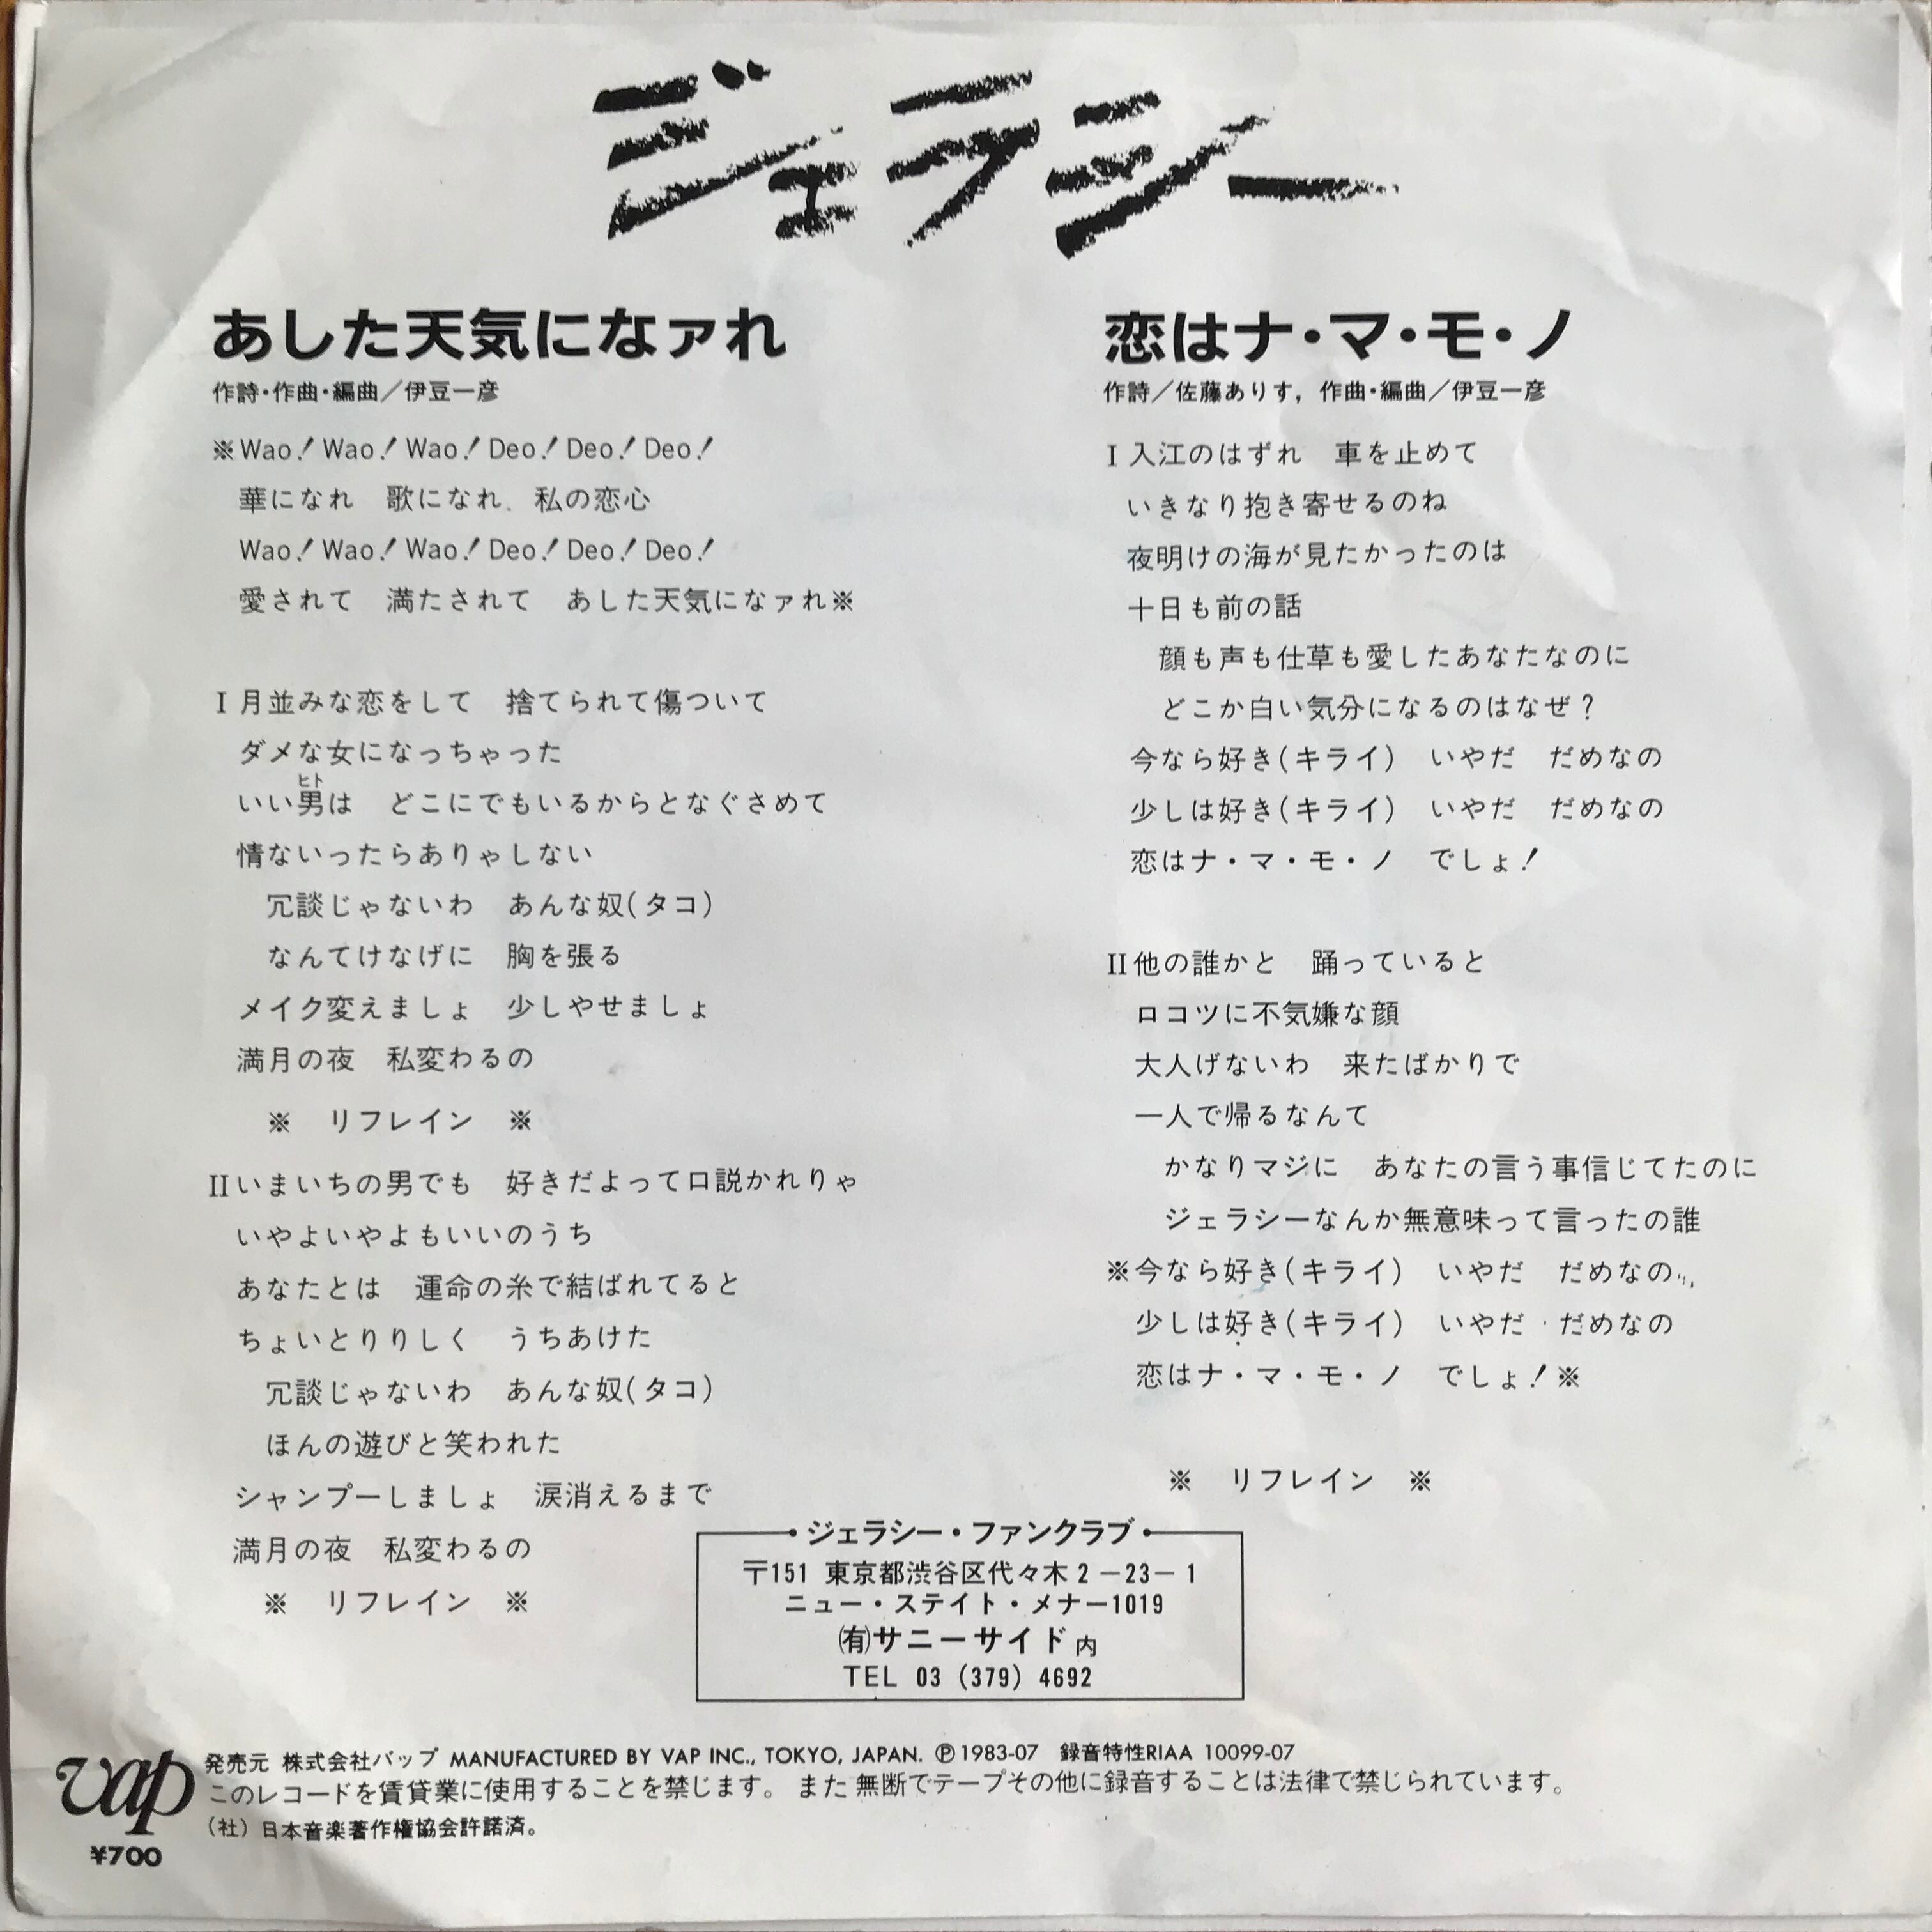 ジェラシー
あした天気になァれ
作詩・作曲・編曲／伊豆一彦
※Wao！Wao！Wao！Deo！Deo！Deo！
華になれ　歌になれ　私の恋心
Wao！Wao！Wao！Deo！Deo！Deo！
愛されて　満たされて　あした天気になァれ※
I 月並みな恋をして　捨てられて傷ついて
ダメな女になっちゃった
ヒト
いい男は　どこにでもいるからとなぐさめて
情ないったらありゃしない
冗談じゃないわ　あんな奴(タコ)
なんてけなげに　胸を張る
メイク変えましょ　少しやせましょ
満月の夜　私変わるの
※　リフレイン　※
II いまいちの男でも　好きだよって口説かれりゃ
いやよいやよもいいのうち
あなたとは　運命の糸で結ばれてると
ちょいとりりしく　うちあけた
冗談じゃないわ　あんな奴(タコ)
ほんの遊びと笑われた
シャンプーしましょ　涙消えるまで
満月の夜　私変わるの
※　リフレイン　※
恋はナ・マ・モ・ノ
作詩／佐藤ありす，作曲・編曲／伊豆一彦
I 入江のはずれ　車を止めて
いきなり抱き寄せるのね
夜明けの海が見たかったのは
十日も前の話
顔も声も仕草も愛したあなたなのに
どこか白い気分になるのはなぜ？
今なら好き(キライ)　いやだ　だめなの
少しは好き(キライ)　いやだ　だめなの
恋はナ・マ・モ・ノ　でしょ！
II 他の誰かと　踊っていると
ロコツに不気嫌な顔
大人げないわ　来たばかりで
一人で帰るなんて
かなりマジに　あなたの言う事信じてたのに
ジェラシーなんか無意味って言ったの誰
※今なら好き(キライ)　いやだ　だめなの
少しは好き(キライ)　いやだ　だめなの
恋はナ・マ・モ・ノ　でしょ！※
※　リフレイン　※
・ジェラシー・ファンクラブ・
〒151 東京都渋谷区代々木2－23－1
ニュー・ステイト・メナー1019
㈲サニーサイド内
TEL 03 (379) 4692
vap
¥700
発売元 株式会社バップ MANUFACTURED BY VAP INC., TOKYO, JAPAN. Ⓟ1983-07　録音特性RIAA 10099-07
このレコードを賃貸業に使用することを禁じます。また無断でテープその他に録音することは法律で禁じられています。
(社)日本音楽著作権協会許諾済。